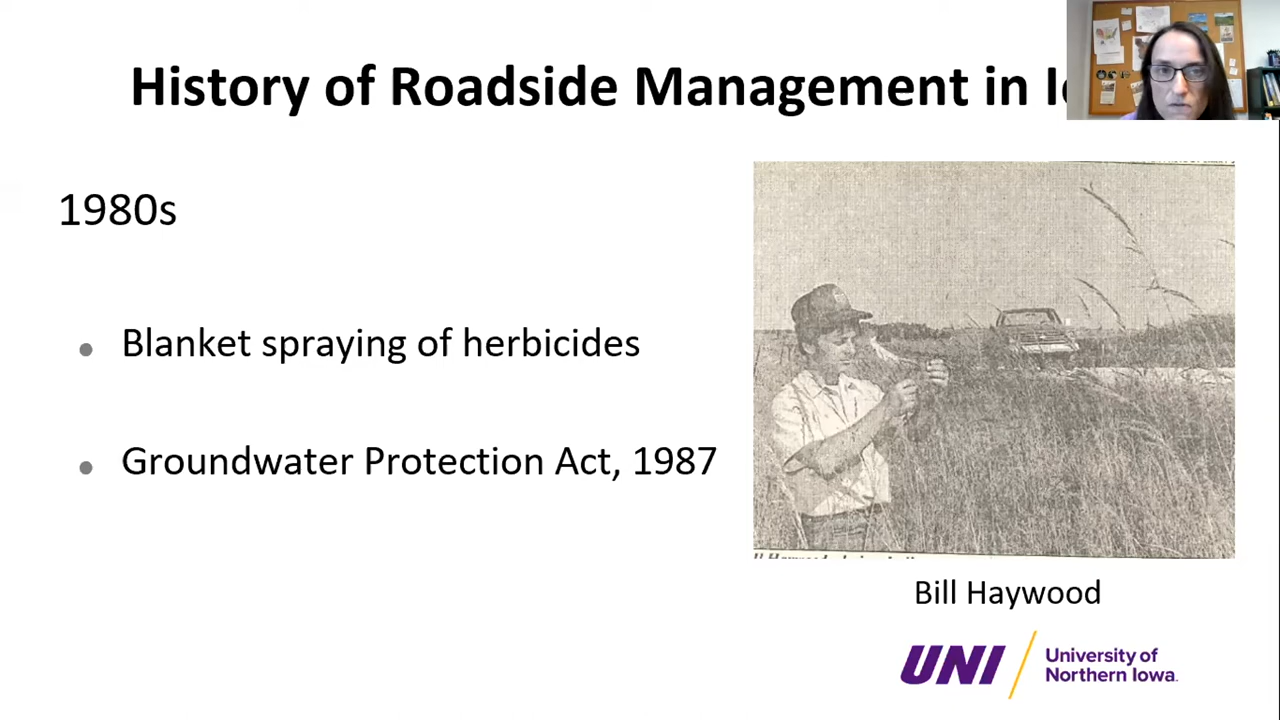 History of Roadside Management in
1980s
Blanket spraying of herbicides
Groundwater Protection Act, 1987
Bill Haywood
UNI
University of
Northern Iowa.